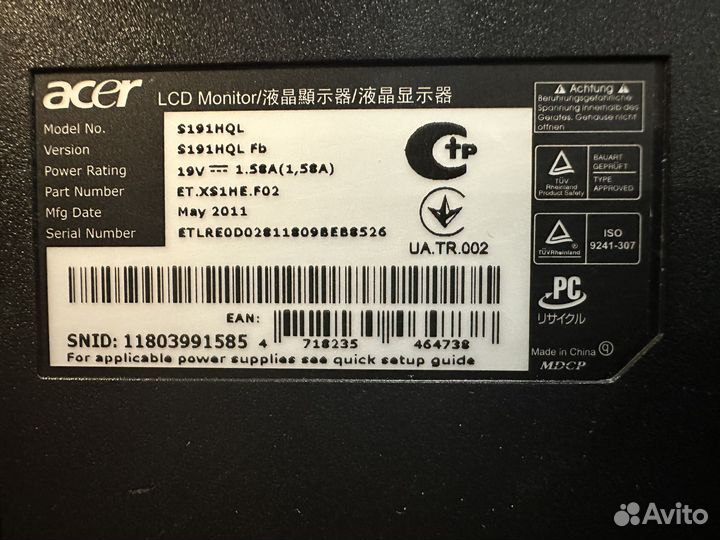 acer LCD Monitor/液晶顯示器/液晶显示器
Model No. S191HQL
Version S191HQL Fb
Power Rating 19V ⎓ 1.58A(1,58A)
Part Number ET.XS1HE.F02
Mfg Date May 2011
Serial Number ETLRE0D02811809BEB8526
tp
UA.TR.002
EAN:
SNID: 11803991585 4 718235 464738
For applicable power supplies see quick setup guide
⚠ Achtung ⚠
Berührungsgefährliche
Spannung innerhalb
des Gehäuses.
Nicht öffnen!
TÜV
Rheinland
Product Safety
BAUART
GEPRÜFT
TYPE
APPROVED
TÜVRheinland
ISO
9241-307
PC
リサイクル
Made in China q
MDCP
Avito